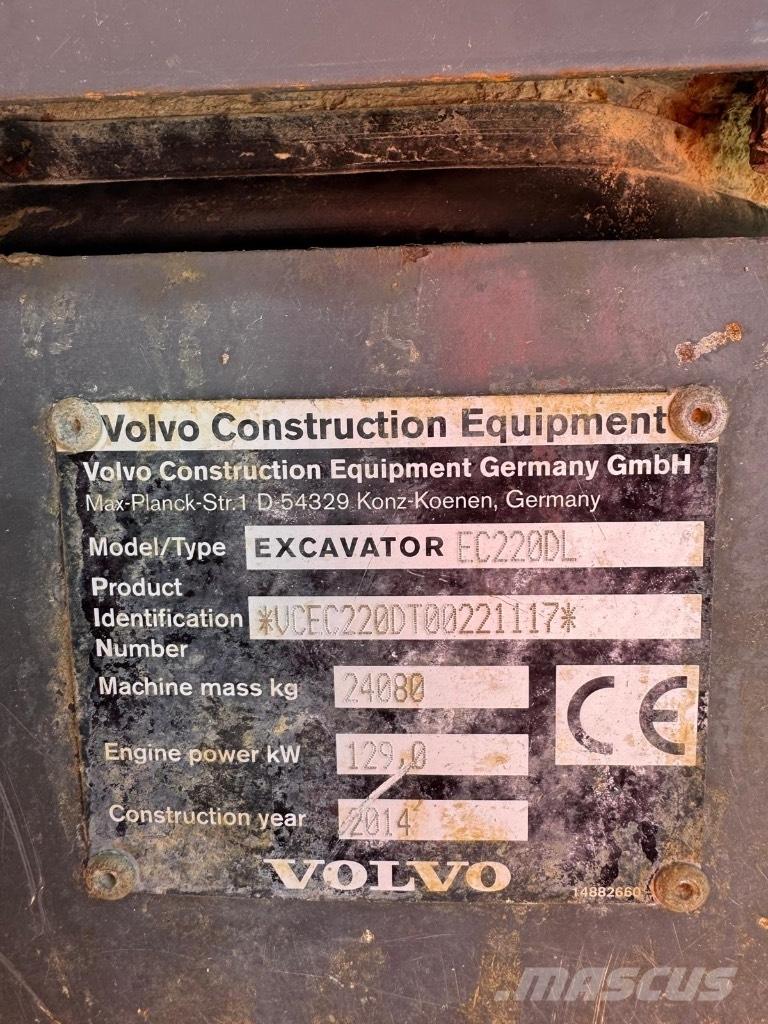 Volvo Construction Equipment
Volvo Construction Equipment Germany GmbH
Max-Planck-Str.1 D-54329 Konz-Koenen, Germany
Model/Type EXCAVATOR EC220DL
Product
Identification *VCEC220DT00221117*
Number
Machine mass kg 24080
CE
Engine power kW 129,0
Construction year 2014
VOLVO
14882660
MASCUS